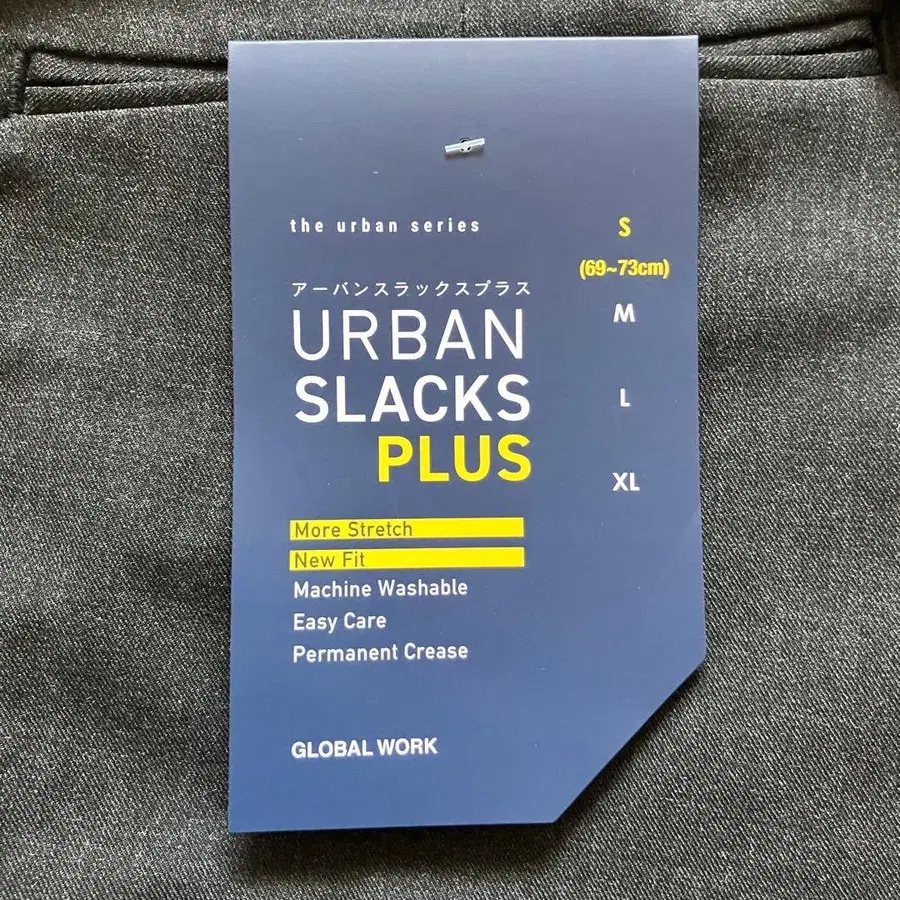 the urban series
アーバンスラックスプラス
URBAN
SLACKS
PLUS
More Stretch
New Fit
Machine Washable
Easy Care
Permanent Crease
GLOBAL WORK
S
(69~73cm)
M
L
XL